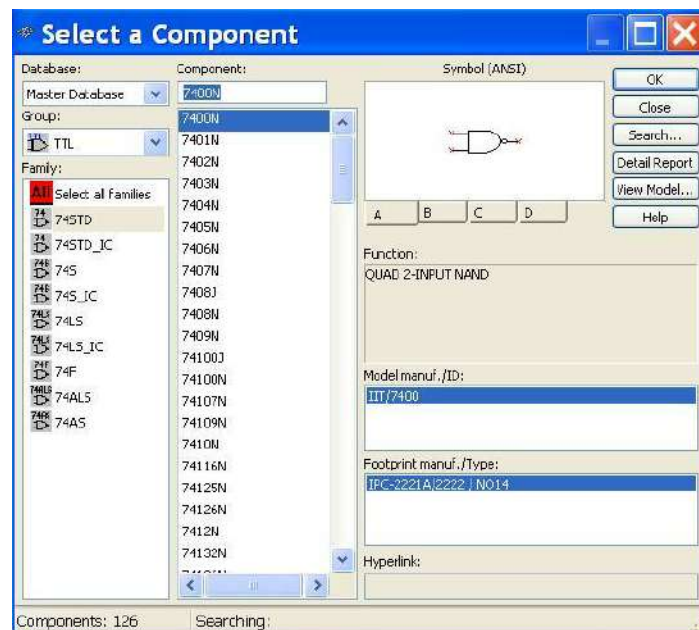 Select a Component
Database:
Master Database
Group:
TTL
Family:
All Select all families
74STD
74STD_IC
74S
74S_IC
74LS
74LS_IC
74F
74ALS
74AS
Component:
7400N
7400N
7401N
7402N
7403N
7404N
7405N
7406N
7407N
7408J
7408N
7409N
74100J
74100N
74107N
74109N
7410N
74116N
74125N
74126N
7412N
74132N
Symbol (ANSI)
A B C D
Function:
QUAD 2-INPUT NAND
Model manuf./ID:
IIT/7400
Footprint manuf./Type:
IPC-2221A/2222 / NO14
Hyperlink:
OK
Close
Search...
Detail Report
View Model...
Help
Components: 126 Searching: